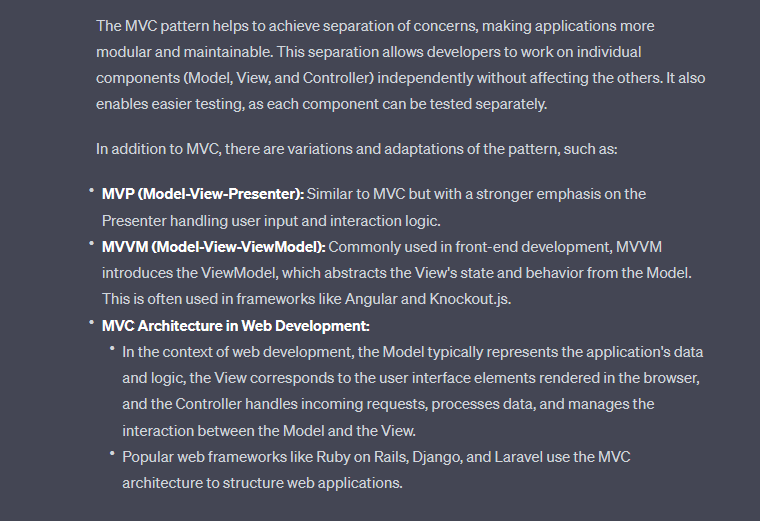 The MVC pattern helps to achieve separation of concerns, making applications more
modular and maintainable. This separation allows developers to work on individual
components (Model, View, and Controller) independently without affecting the others. It also
enables easier testing, as each component can be tested separately.
In addition to MVC, there are variations and adaptations of the pattern, such as:
• MVP (Model-View-Presenter): Similar to MVC but with a stronger emphasis on the
Presenter handling user input and interaction logic.
• MVVM (Model-View-ViewModel): Commonly used in front-end development, MVVM
introduces the ViewModel, which abstracts the View's state and behavior from the Model.
This is often used in frameworks like Angular and Knockout.js.
• MVC Architecture in Web Development:
• In the context of web development, the Model typically represents the application's data
and logic, the View corresponds to the user interface elements rendered in the browser,
and the Controller handles incoming requests, processes data, and manages the
interaction between the Model and the View.
• Popular web frameworks like Ruby on Rails, Django, and Laravel use the MVC
architecture to structure web applications.